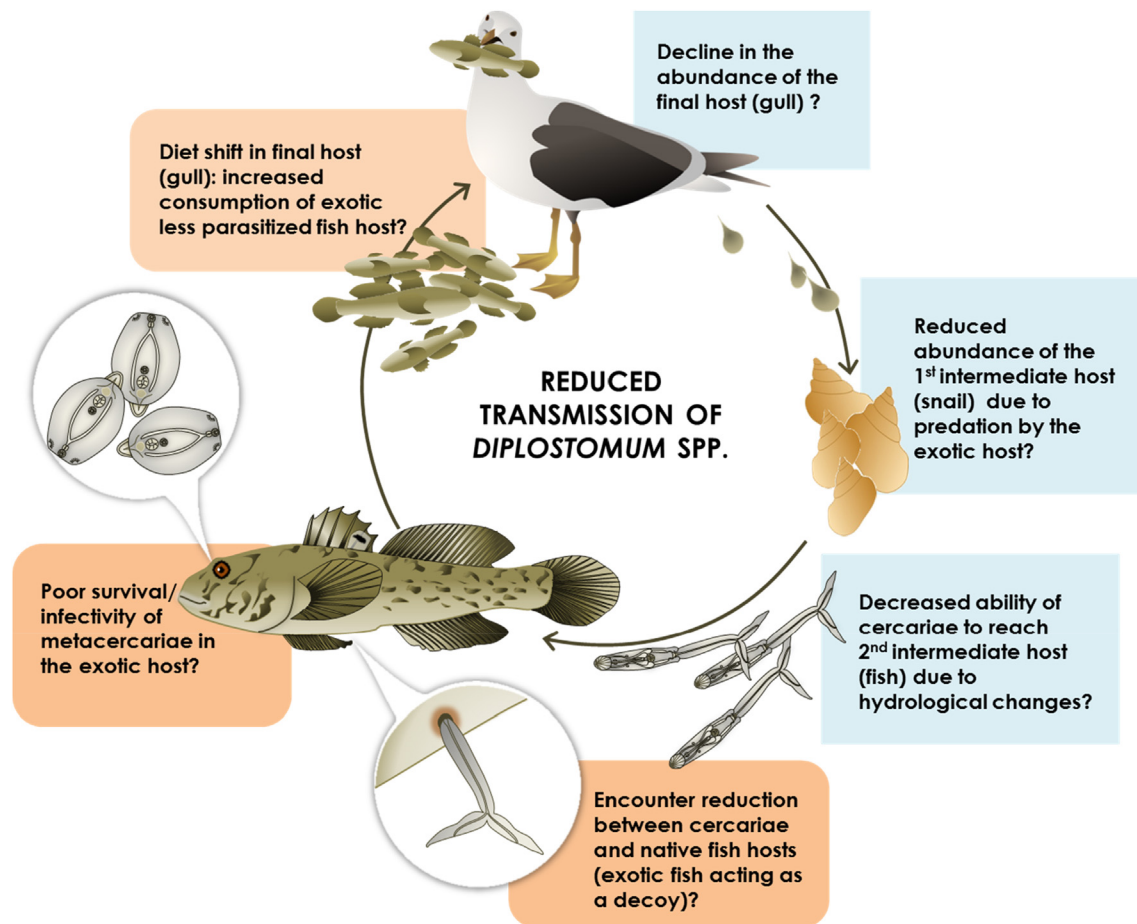 Decline in the
abundance of the
final host (gull) ?
Diet shift in final host
(gull): increased
consumption of exotic
less parasitized fish host?
Reduced
abundance of the
1st intermediate host
(snail) due to
predation by the
exotic host?
REDUCED
TRANSMISSION OF
DIPLOSTOMUM SPP.
Poor survival/
infectivity of
metacercariae in
the exotic host?
Decreased ability of
cercariae to reach
2nd intermediate host
(fish) due to
hydrological changes?
Encounter reduction
between cercariae
and native fish hosts
(exotic fish acting as
a decoy)?